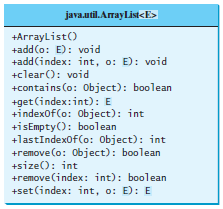 java.util.ArrayList<E>
+ArrayList()
+add(o: E): void
+add(index: int, o: E): void
+clear(): void
+contains(o: Object): boolean
+get(index:int): E
+indexOf(o: Object): int
+isEmpty(): boolean
+lastIndexOf(o: Object): int
+remove(o: Object): boolean
+size(): int
+remove(index: int): boolean
+set(index: int, o: E): E